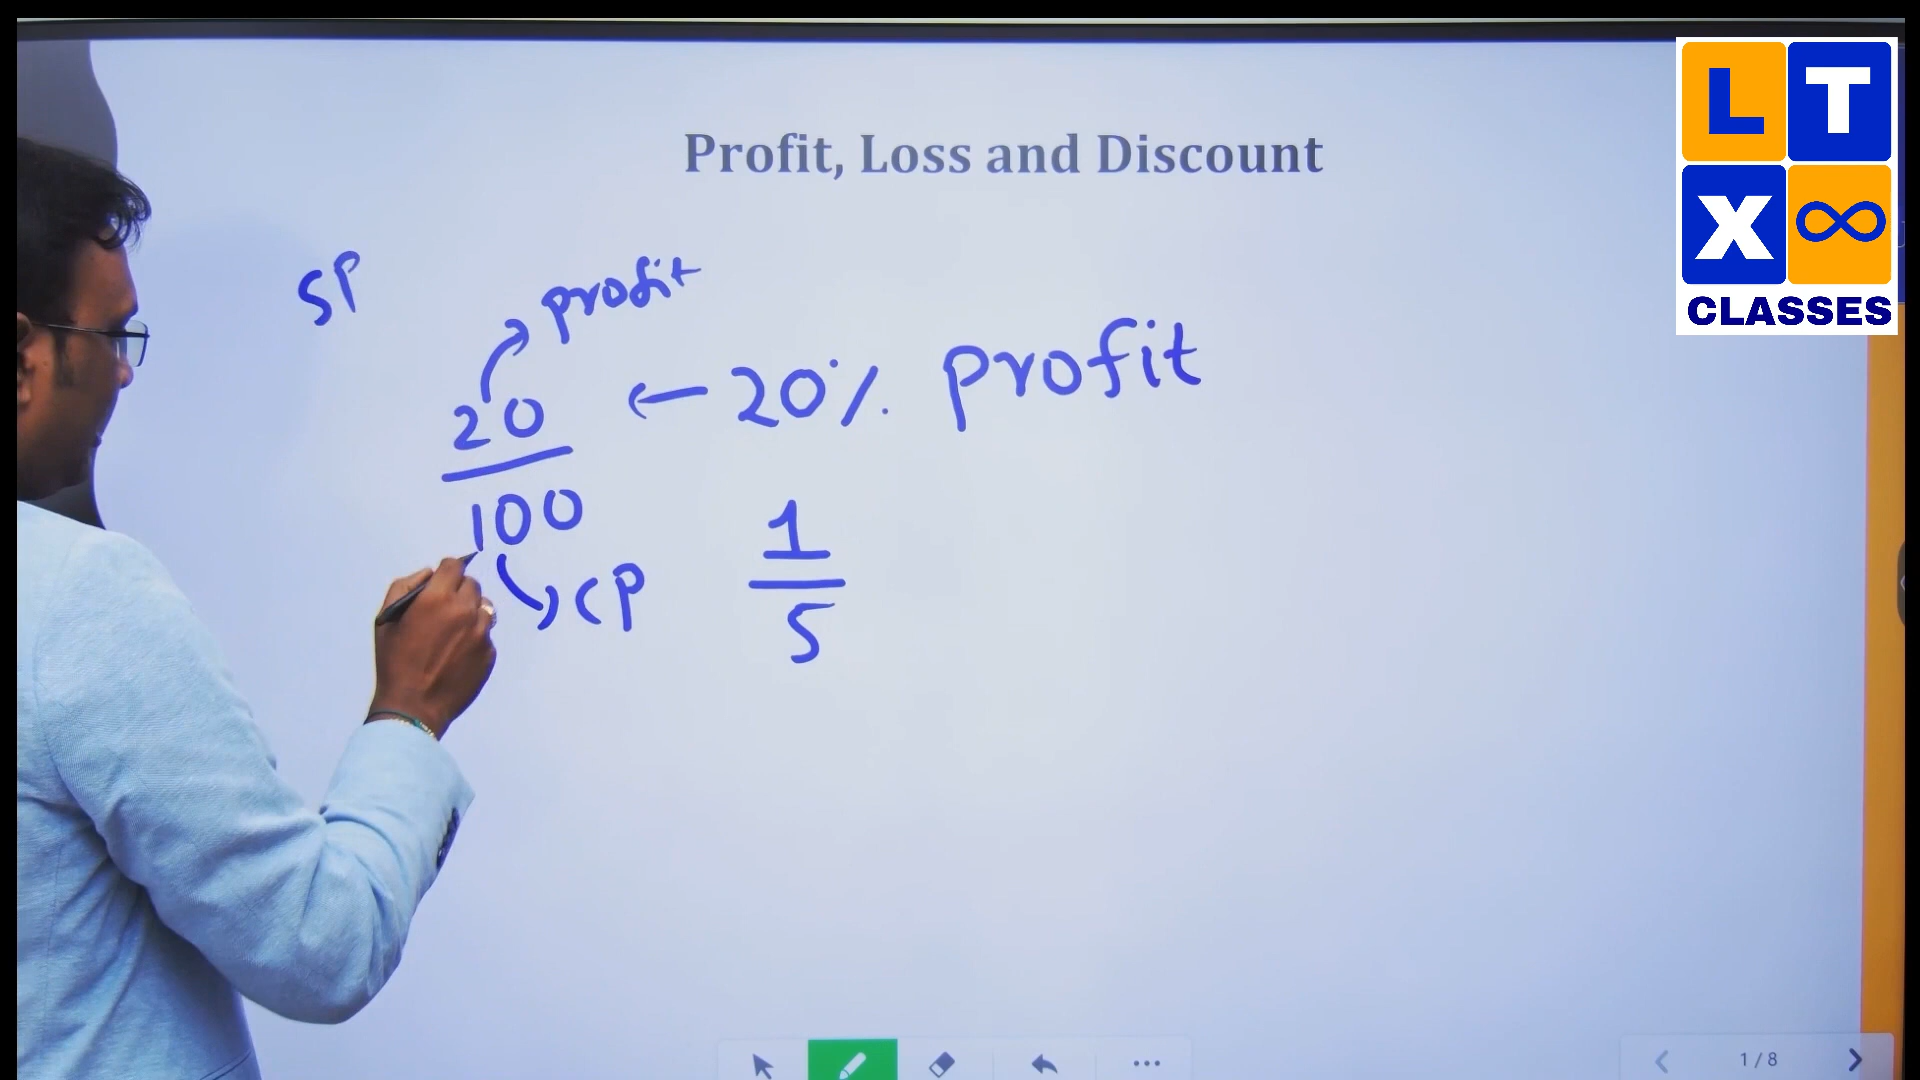 L T
X ∞
CLASSES
Profit, Loss and Discount
SP
profit
20 ← 20% profit
100
CP
1
5
1 / 8